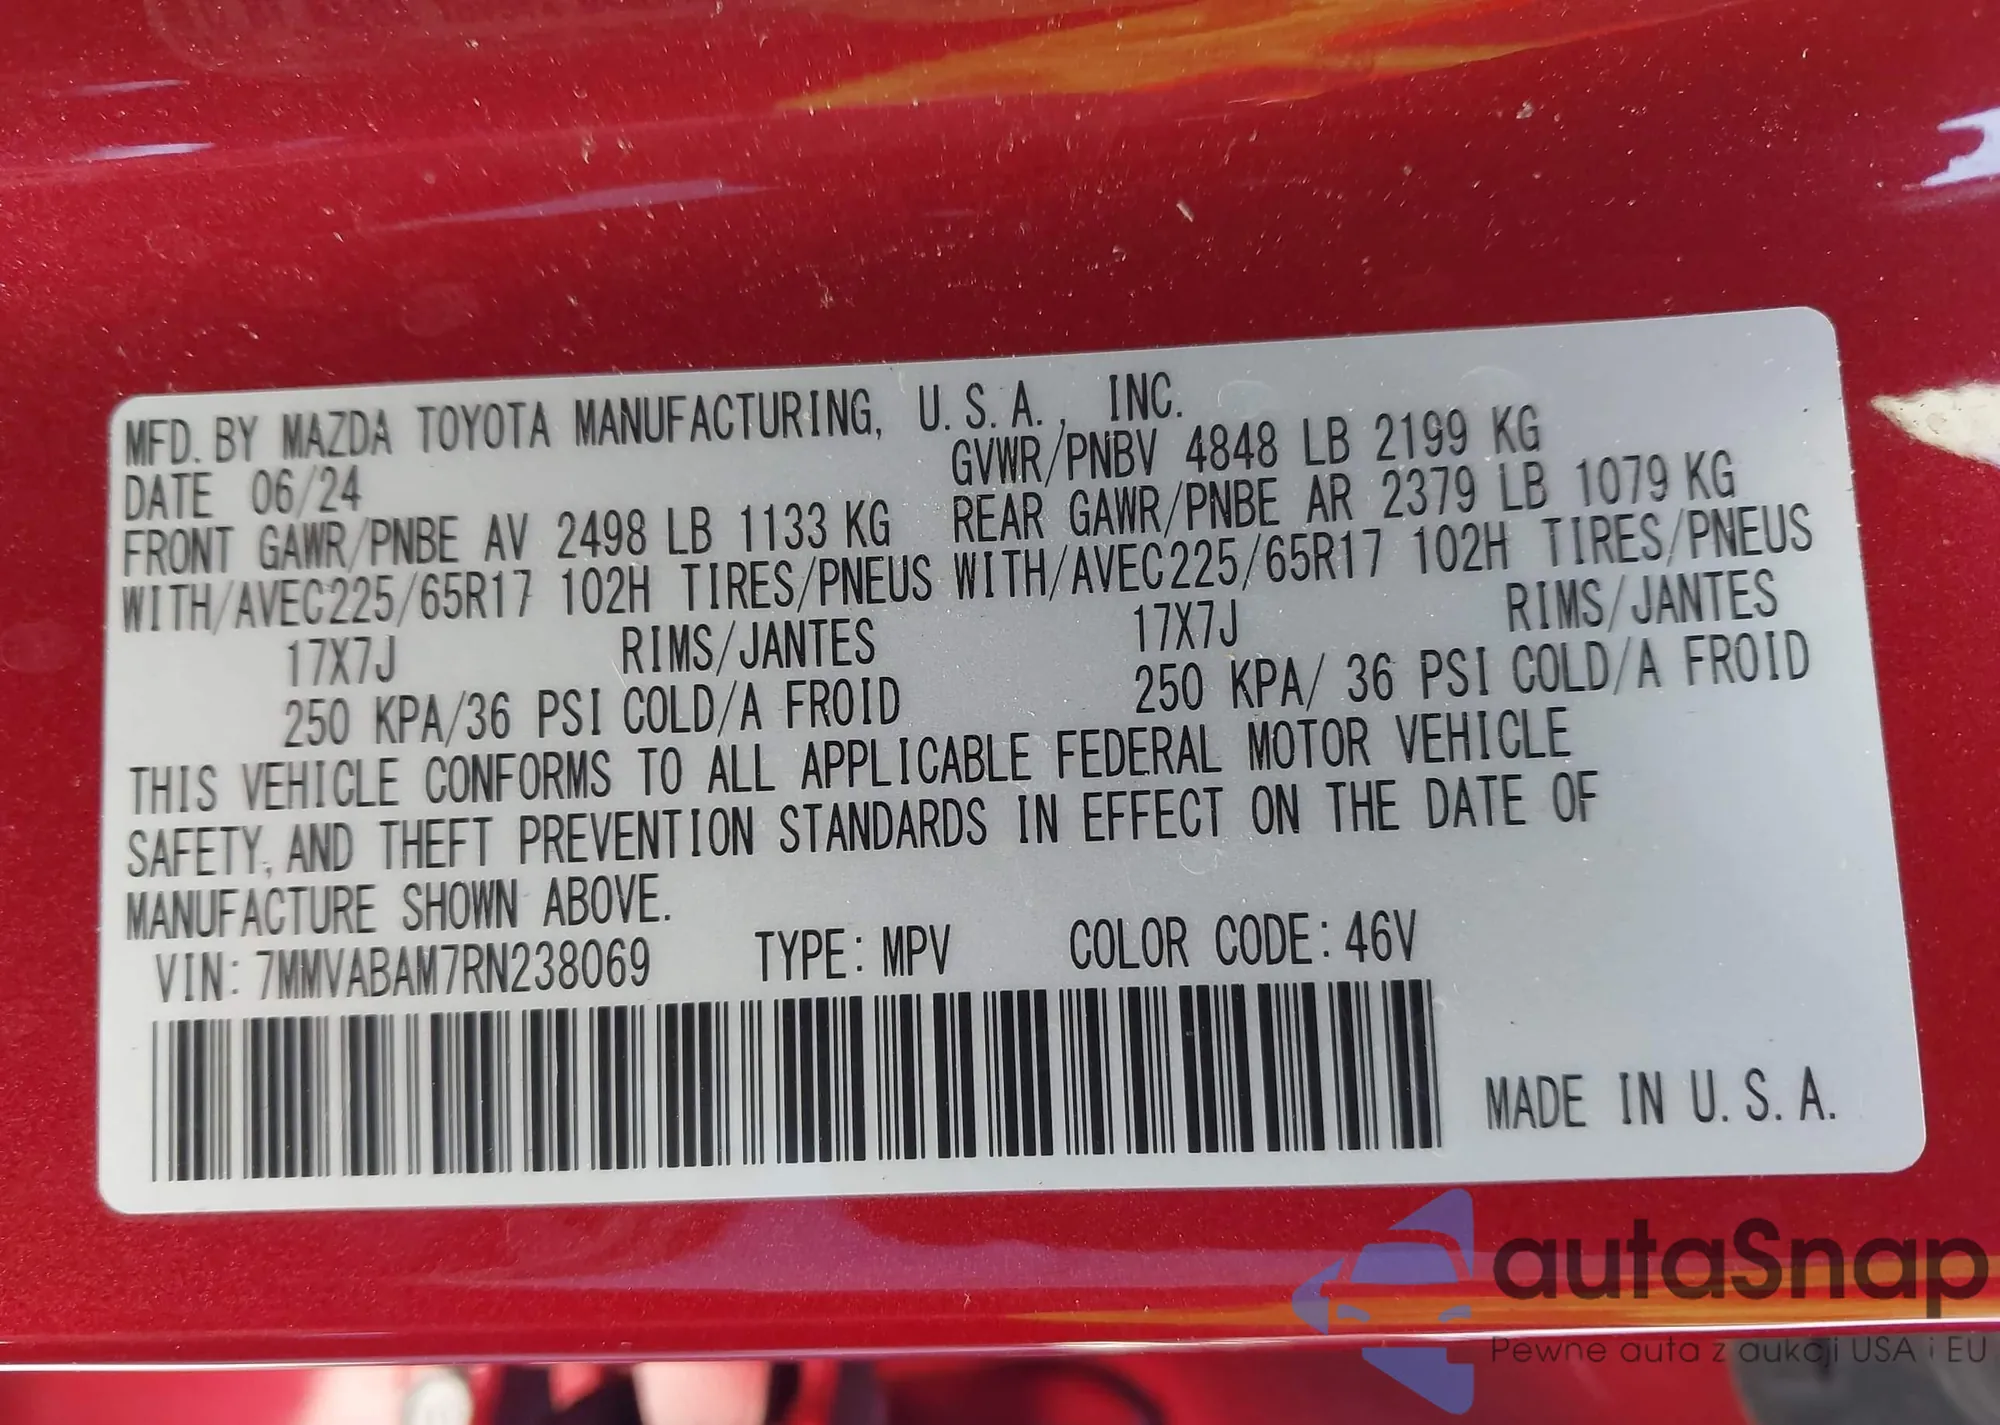 MFD. BY MAZDA TOYOTA MANUFACTURING, U.S.A., INC.
DATE 06/24 GVWR/PNBV 4848 LB 2199 KG
FRONT GAWR/PNBE AV 2498 LB 1133 KG REAR GAWR/PNBE AR 2379 LB 1079 KG
WITH/AVEC225/65R17 102H TIRES/PNEUS WITH/AVEC225/65R17 102H TIRES/PNEUS
17X7J RIMS/JANTES 17X7J RIMS/JANTES
250 KPA/36 PSI COLD/A FROID 250 KPA/ 36 PSI COLD/A FROID
THIS VEHICLE CONFORMS TO ALL APPLICABLE FEDERAL MOTOR VEHICLE
SAFETY, AND THEFT PREVENTION STANDARDS IN EFFECT ON THE DATE OF
MANUFACTURE SHOWN ABOVE.
VIN: 7MMVABAM7RN238069 TYPE: MPV COLOR CODE: 46V
MADE IN U.S.A.
autaSnap
Pewne auta z aukcji USA i EU